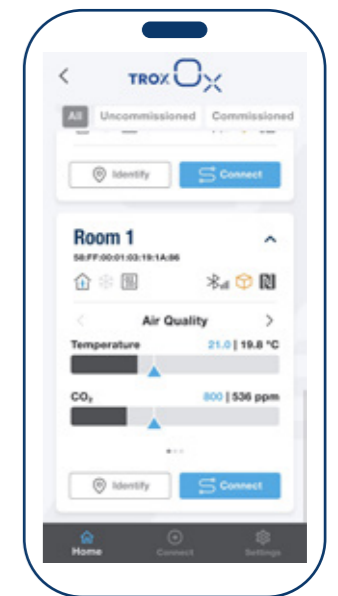 TROX Ox
All Uncommissioned Commissioned
Identify Connect
Room 1
58:FF:00:01:03:19:1A:86
Air Quality
Temperature 21.0 | 19.8 °C
CO₂ 800 | 536 ppm
Identify Connect
Home Connect Settings